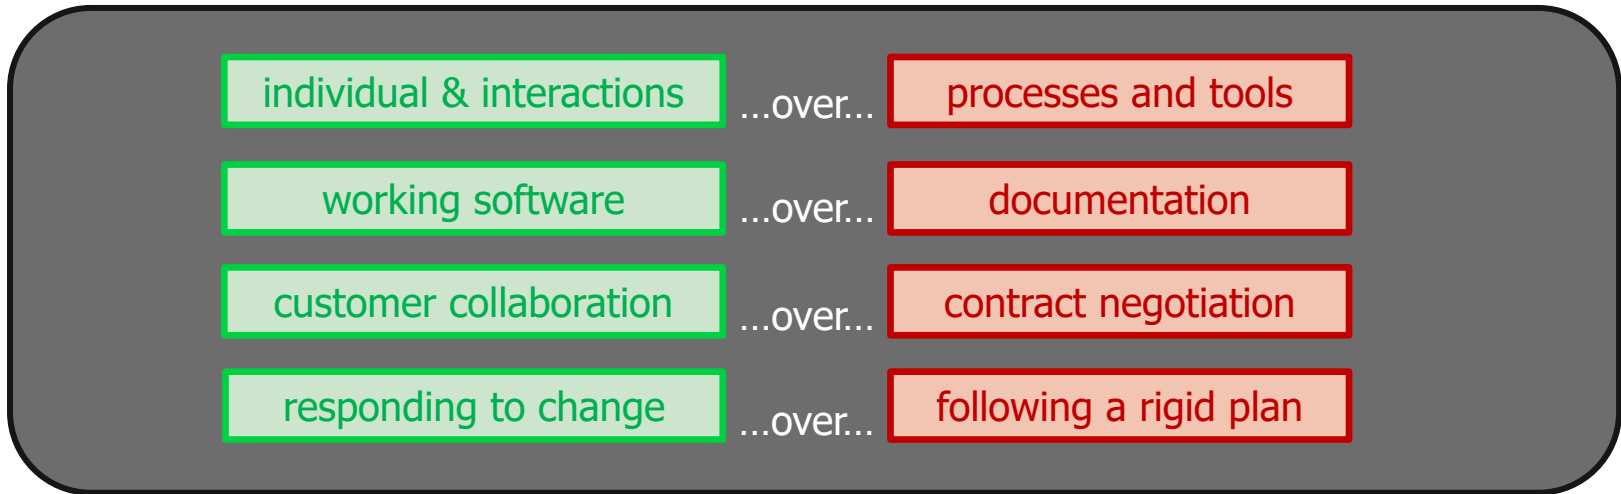 individual & interactions ...over... processes and tools
working software ...over... documentation
customer collaboration ...over... contract negotiation
responding to change ...over... following a rigid plan